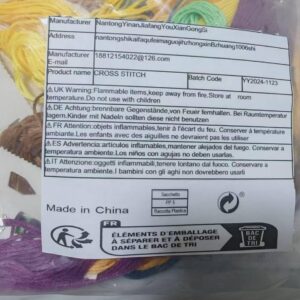 Manufacturer NantongYinanJiafangYouXianGongSi
Address nantongshikaifaqufeimaguojihzhongxinBzhuang1006shi
Manufacturer
E-mail 18812154022@126.com
Product Name CROSS STITCH Batch Code YY2024-1123
UK Warning:Flammable items,keep away from fire,Store at room
temperature.Do not use with children
DE Achtung brennbare Gegenstände,von Feuer fernhalten. Bei Raumtemperatur
lagern.Kinder mit Nadeln sollten diese nicht benutzen
FR Attention:objets inflammables,tenir à l'écart du feu. Conserver à température
ambiante.Les enfants avec des aiguilles ne devraient pas utiliser
ES Advertencia,artículos inflamables,mantener alejados del fuego. Conservar a
temperatura ambiente.Los niños con agujas no deben usarlo
IT Attenzione,oggetti infiammabili,tenere lontano dal fuoco. Conservare a
temperatura ambiente.I bambini con gli aghi non dovrebbero usarli
Made in China
Sacchetto
PP 5
Raccolta Plastica
FR
ÉLÉMENTS D'EMBALLAGE
À SÉPARER ET À DÉPOSER
DANS LE BAC DE TRI
BAC
DE
TRI